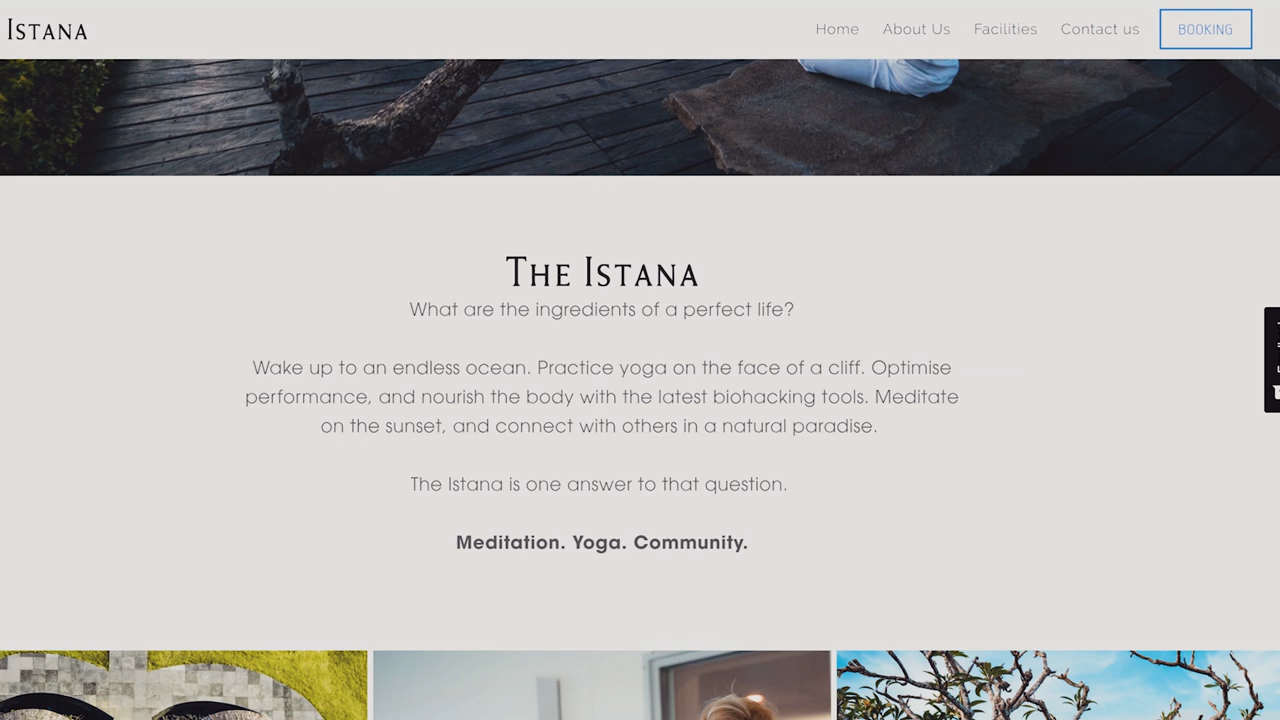 Istana
Home About Us Facilities Contact us BOOKING
The Istana
What are the ingredients of a perfect life?
Wake up to an endless ocean. Practice yoga on the face of a cliff. Optimise
performance, and nourish the body with the latest biohacking tools. Meditate
on the sunset, and connect with others in a natural paradise.
The Istana is one answer to that question.
Meditation. Yoga. Community.